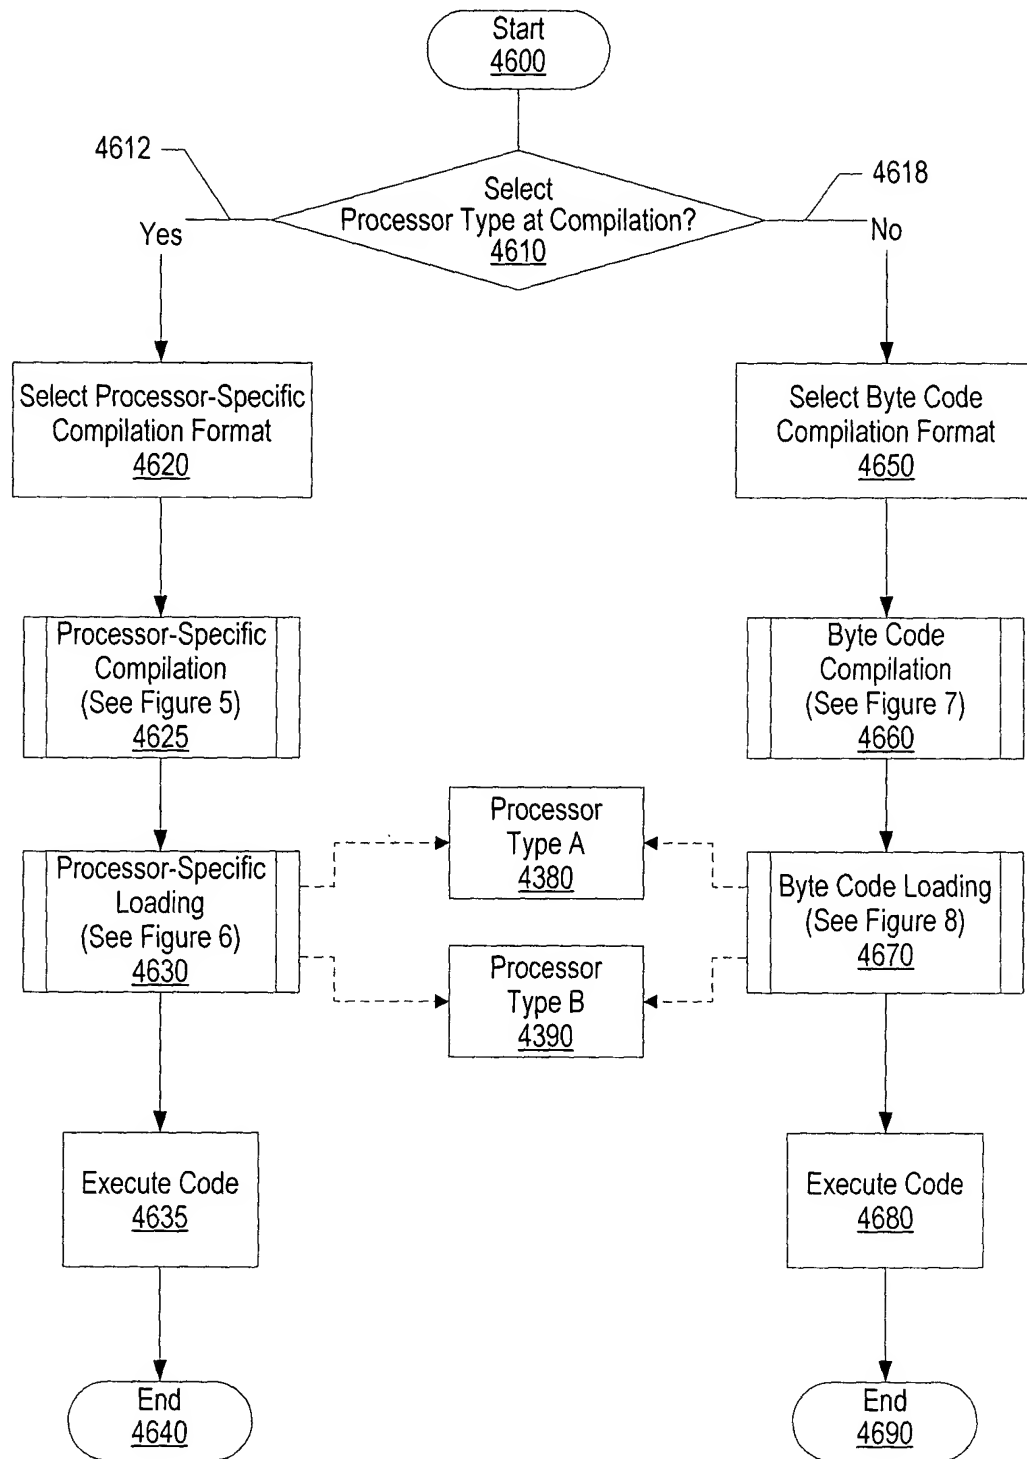 Start
4600
4612
4618
Select
Processor Type at Compilation?
4610
Yes
No
Select Processor-Specific
Compilation Format
4620
Select Byte Code
Compilation Format
4650
Processor-Specific
Compilation
(See Figure 5)
4625
Byte Code
Compilation
(See Figure 7)
4660
Processor
Type A
4380
Processor-Specific
Loading
(See Figure 6)
4630
Byte Code Loading
(See Figure 8)
4670
Processor
Type B
4390
Execute Code
4635
Execute Code
4680
End
4640
End
4690